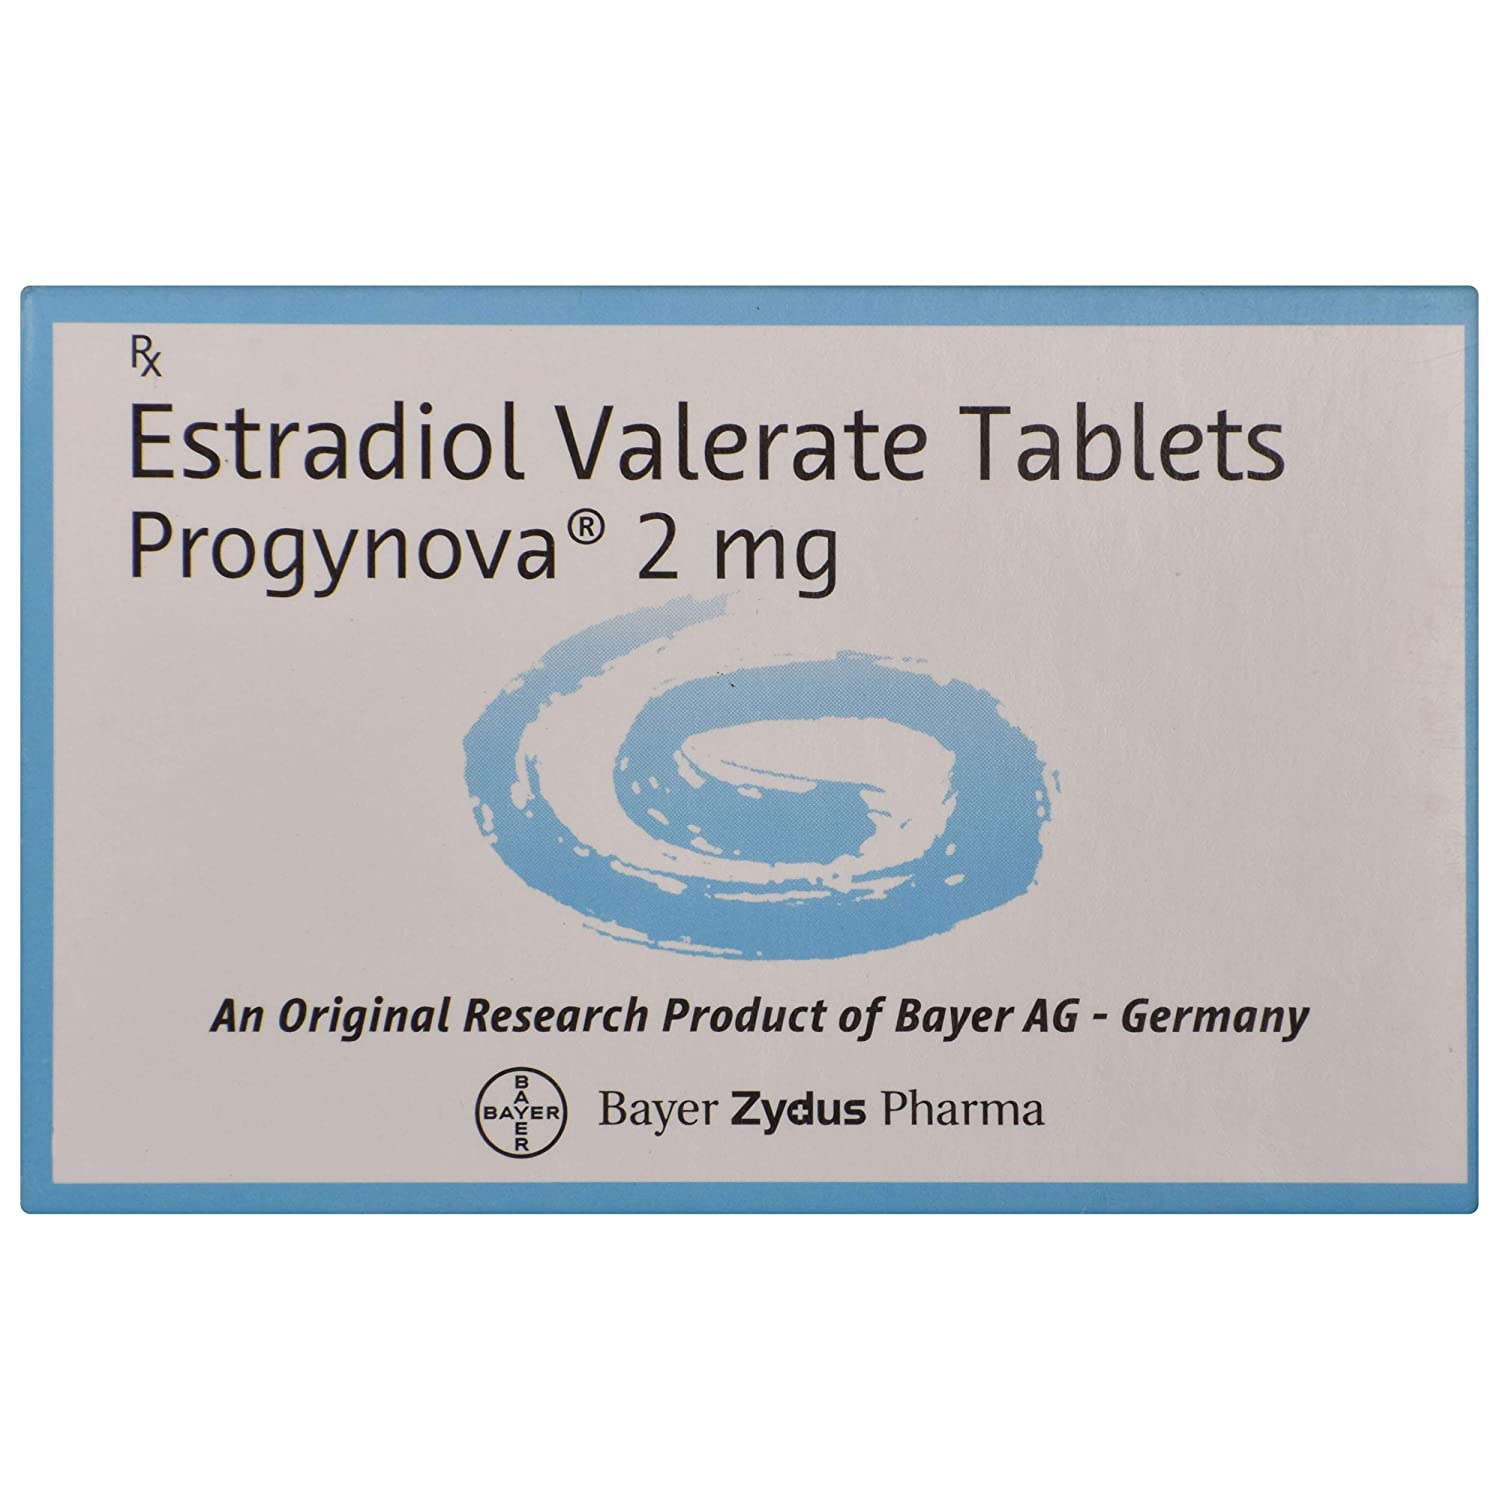 Rx
Estradiol Valerate Tablets
Progynova® 2 mg
An Original Research Product of Bayer AG - Germany
BAYER
BAYER
Bayer Zydus Pharma